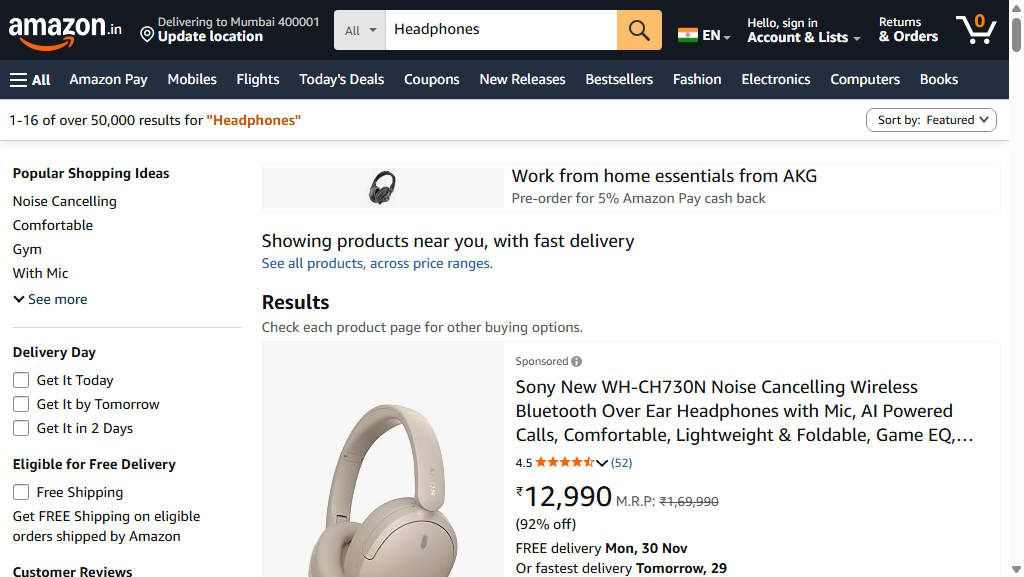 amazon.in
Delivering to Mumbai 400001
Update location
All
Headphones
EN
Hello, sign in
Account & Lists
Returns
& Orders
0
All Amazon Pay Mobiles Flights Today's Deals Coupons New Releases Bestsellers Fashion Electronics Computers Books
1-16 of over 50,000 results for "Headphones"
Sort by: Featured
Popular Shopping Ideas
Noise Cancelling
Comfortable
Gym
With Mic
See more
Delivery Day
Get It Today
Get It by Tomorrow
Get It in 2 Days
Eligible for Free Delivery
Free Shipping
Get FREE Shipping on eligible
orders shipped by Amazon
Customer Reviews
Work from home essentials from AKG
Pre-order for 5% Amazon Pay cash back
Showing products near you, with fast delivery
See all products, across price ranges.
Results
Check each product page for other buying options.
SONY
Sponsored
Sony New WH-CH730N Noise Cancelling Wireless
Bluetooth Over Ear Headphones with Mic, AI Powered
Calls, Comfortable, Lightweight & Foldable, Game EQ,…
4.5 (52)
₹12,990 M.R.P: ₹1,69,990
(92% off)
FREE delivery Mon, 30 Nov
Or fastest delivery Tomorrow, 29